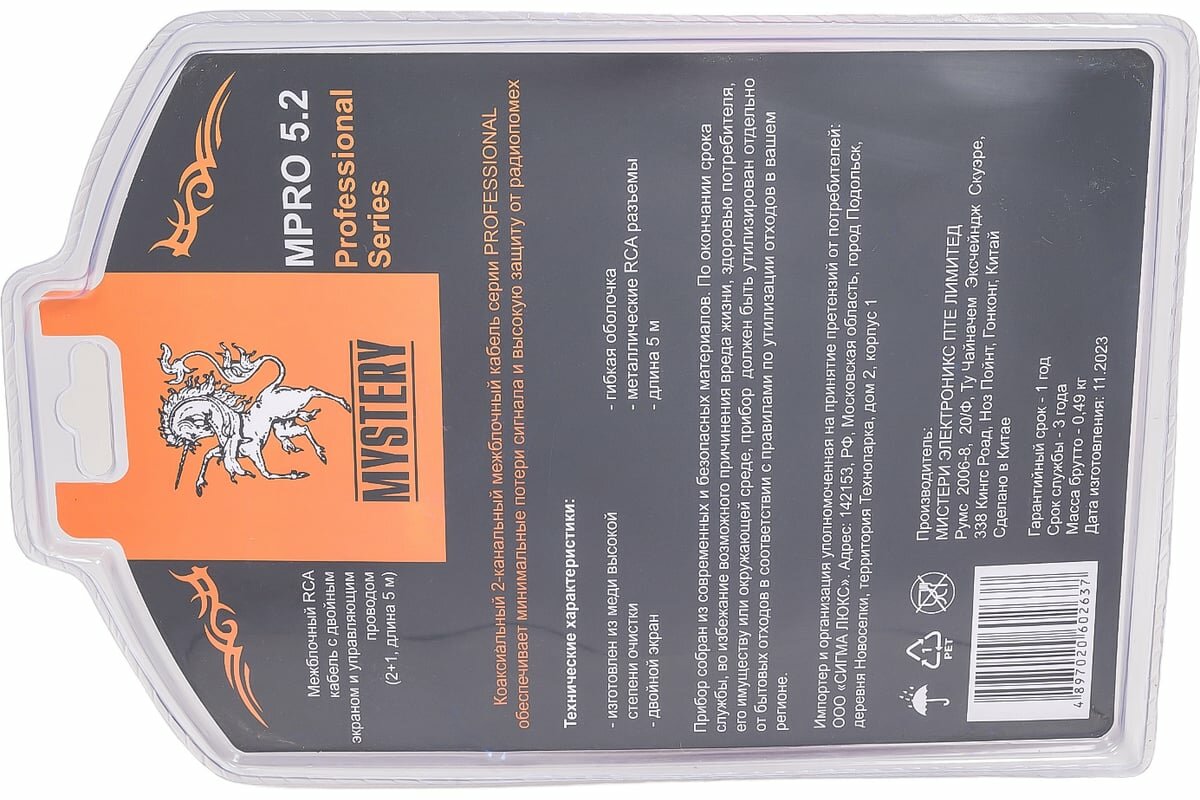 Межблочный RCA
кабель с двойным
экраном и управляющим
проводом
(2+1, длина 5 м)
MYSTERY
MPRO 5.2
Professional
Series
Коаксиальный 2-канальный межблочный кабель серии PROFESSIONAL
обеспечивает минимальные потери сигнала и высокую защиту от радиопомех
Технические характеристики:
- изготовлен из меди высокой
степени очистки
- двойной экран
- гибкая оболочка
- металлические RCA разъемы
- длина 5 м
Прибор собран из современных и безопасных материалов. По окончании срока
службы, во избежание возможного причинения вреда жизни, здоровью потребителя,
его имуществу или окружающей среде, прибор должен быть утилизирован отдельно
от бытовых отходов в соответствии с правилами по утилизации отходов в вашем
регионе.
Импортер и организация уполномоченная на принятие претензий от потребителей:
ООО «СИГМА ЛЮКС». Адрес: 142153, РФ, Московская область, город Подольск,
деревня Новоселки, территория Технопарка, дом 2, корпус 1
Производитель:
МИСТЕРИ ЭЛЕКТРОНИКС ПТЕ ЛИМИТЕД
Румс 2006-8, 20/Ф, Ту Чайначем Эксчейндж Скуэре,
338 Кингс Роад, Ноз Пойнт, Гонконг, Китай
Сделано в Китае
Гарантийный срок - 1 год
Срок службы - 3 года
Масса брутто - 0,49 кг
Дата изготовления: 11.2023
1
PET
4 897020 602637